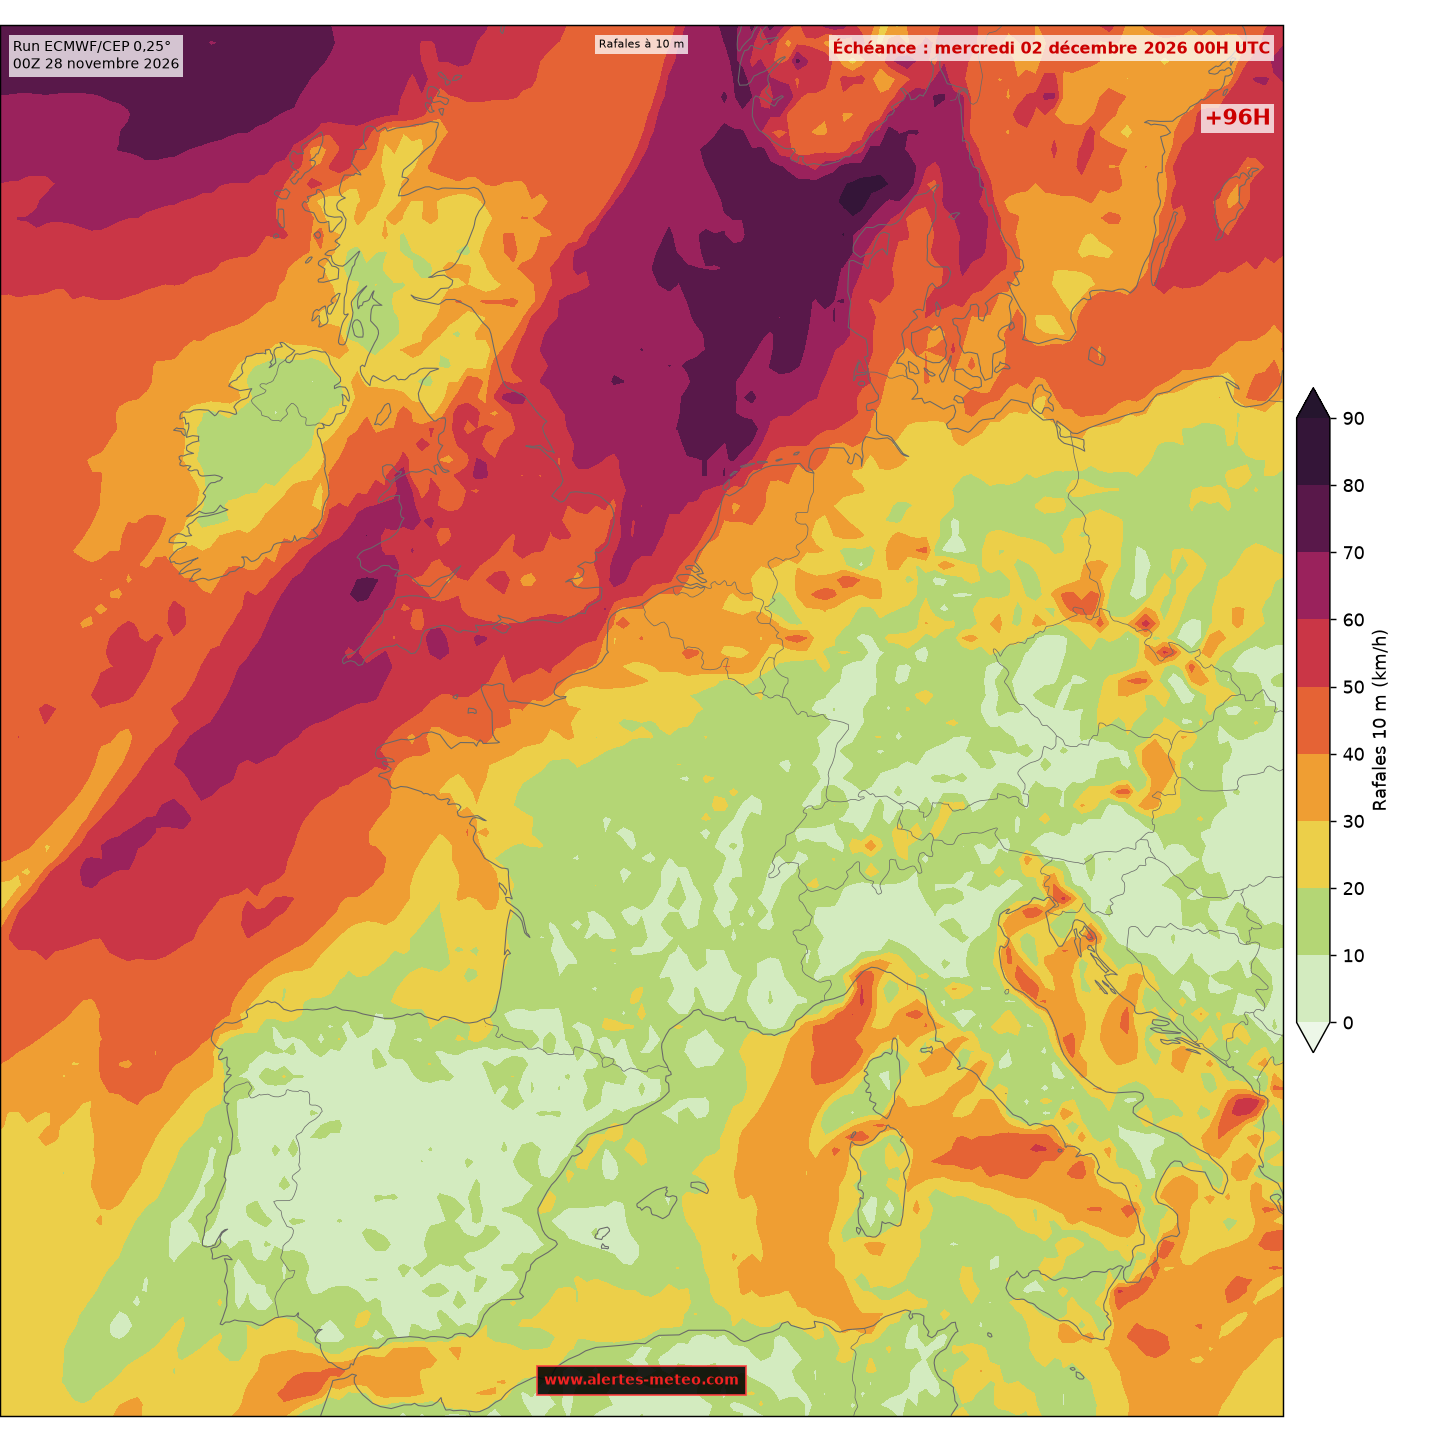 Run ECMWF/CEP 0,25°
00Z 28 novembre 2026
Rafales à 10 m
Échéance : mercredi 02 décembre 2026 00H UTC
+96H
90
80
70
60
50
40
30
20
10
0
Rafales 10 m (km/h)
www.alertes-meteo.com